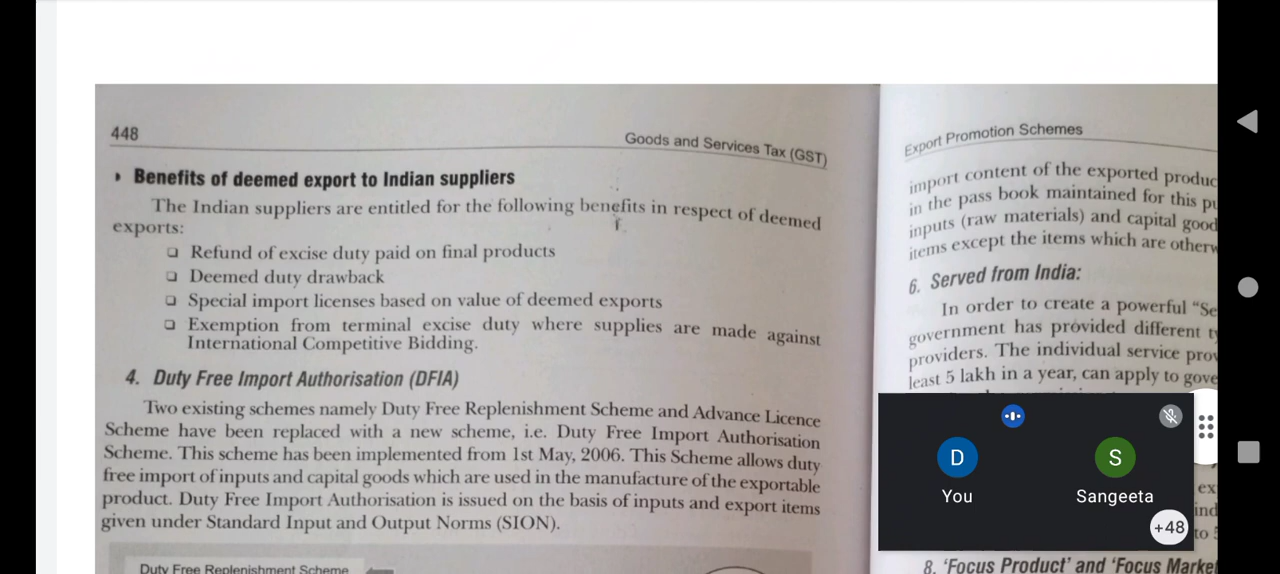 448
Goods and Services Tax (GST)
Benefits of deemed export to Indian suppliers
The Indian suppliers are entitled for the following benefits in respect of deemed
exports:
Refund of excise duty paid on final products
Deemed duty drawback
Special import licenses based on value of deemed exports
Exemption from terminal excise duty where supplies are made against
International Competitive Bidding.
4. Duty Free Import Authorisation (DFIA)
Two existing schemes namely Duty Free Replenishment Scheme and Advance Licence
Scheme have been replaced with a new scheme, i.e. Duty Free Import Authorisation
Scheme. This scheme has been implemented from 1st May, 2006. This Scheme allows duty
free import of inputs and capital goods which are used in the manufacture of the exportable
product. Duty Free Import Authorisation is issued on the basis of inputs and export items
given under Standard Input and Output Norms (SION).
Duty Free Replenishment Scheme
Export Promotion Schemes
import content of the exported produc
in the pass book maintained for this
inputs (raw materials) and capital good
items except the items which are otherw
6. Served from India:
In order to create a powerful "Se
government has provided different
providers. The individual service prov
least 5 lakh in a year, can apply to gove
ex
ind
to
8. 'Focus Product' and 'Focus Market
D
You
S
Sangeeta
+48